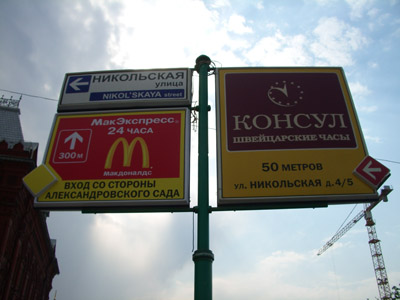 НИКОЛЬСКАЯ
улица
NIKOL'SKAYA street
МакЭкспресс
24 ЧАСА
300м
Макдоналдс
ВХОД СО СТОРОНЫ
АЛЕКСАНДРОВСКОГО САДА
КОНСУЛ
ШВЕЙЦАРСКИЕ ЧАСЫ
50 МЕТРОВ
ул. НИКОЛЬСКАЯ д.4/5